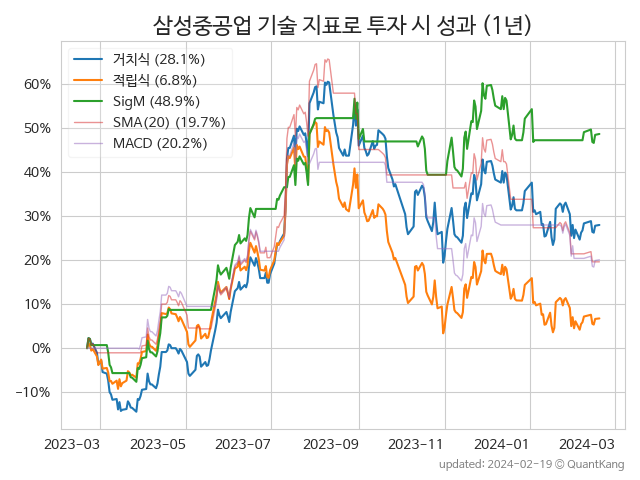 삼성중공업 기술 지표로 투자 시 성과 (1년)
거치식 (28.1%)
적립식 (6.8%)
SigM (48.9%)
SMA(20) (19.7%)
MACD (20.2%)
60%
50%
40%
30%
20%
10%
0%
−10%
2023-03 2023-05 2023-07 2023-09 2023-11 2024-01 2024-03
updated: 2024-02-19 © QuantKang